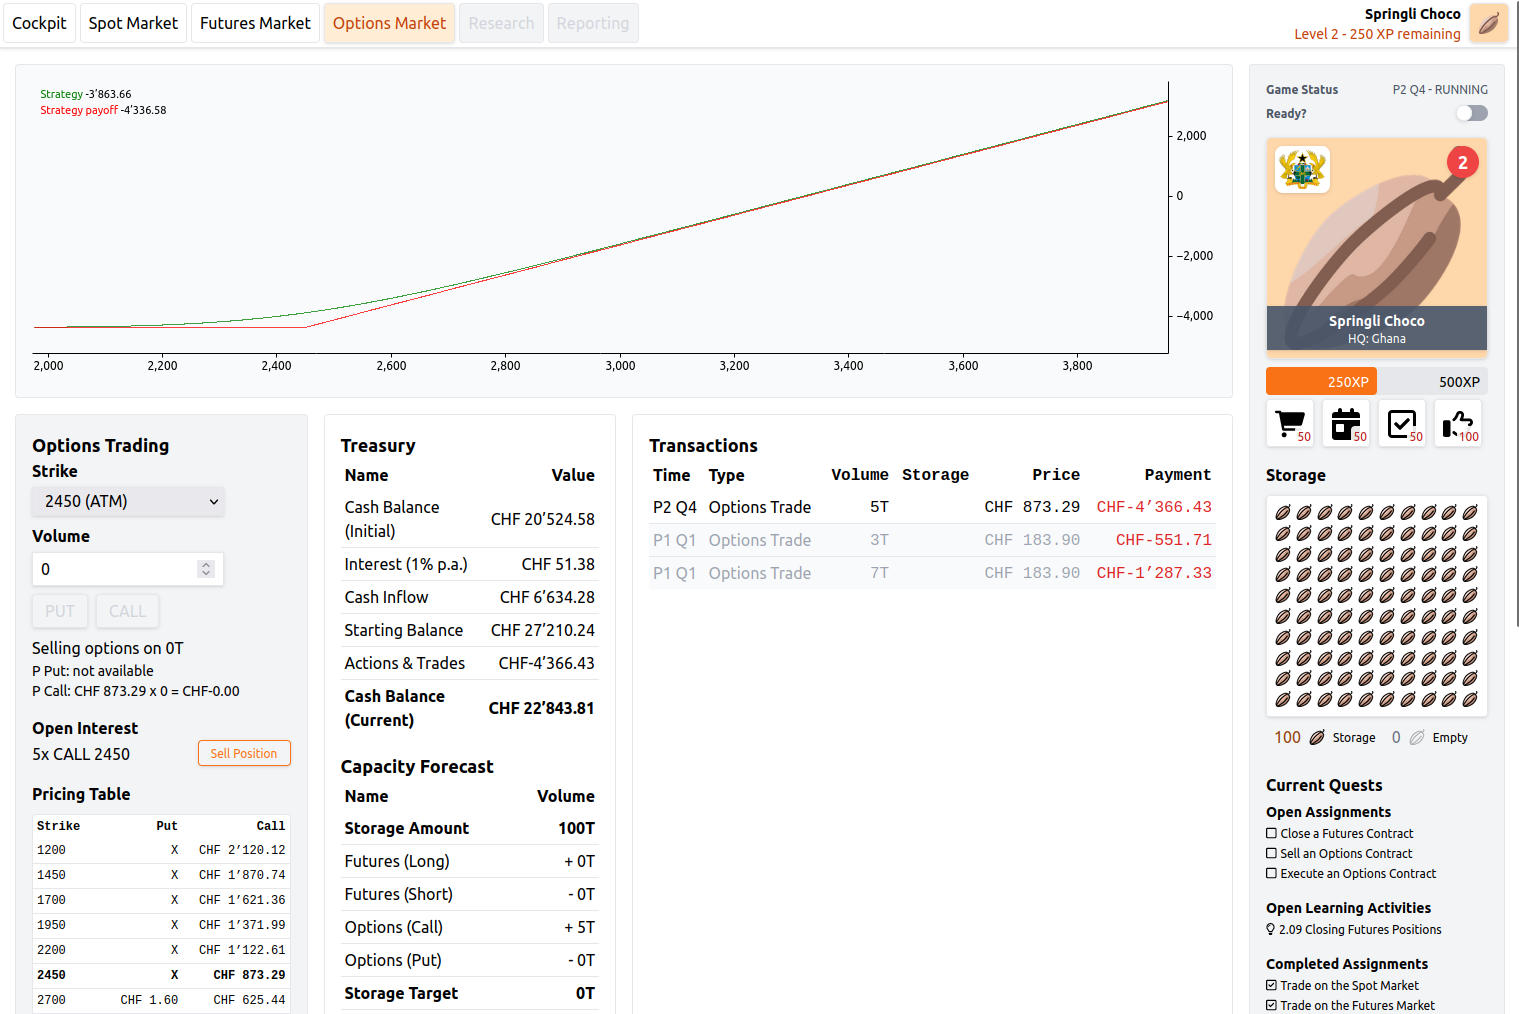 Cockpit
Spot Market
Futures Market
Options Market
Research
Reporting
Springli Choco
Level 2 - 250 XP remaining
Strategy -3’863.66
Strategy payoff -4’336.58
2,000
0
−2,000
−4,000
2,000 2,200 2,400 2,600 2,800 3,000 3,200 3,400 3,600 3,800
Options Trading
Strike
2450 (ATM)
Volume
0
PUT CALL
Selling options on 0T
P Put: not available
P Call: CHF 873.29 x 0 = CHF-0.00
Open Interest
5x CALL 2450
Sell Position
Pricing Table
Strike Put Call
1200 X CHF 2’120.12
1450 X CHF 1’870.74
1700 X CHF 1’621.36
1950 X CHF 1’371.99
2200 X CHF 1’122.61
2450 X CHF 873.29
2700 CHF 1.60 CHF 625.44
Treasury
Name Value
Cash Balance
(Initial) CHF 20’524.58
Interest (1% p.a.) CHF 51.38
Cash Inflow CHF 6’634.28
Starting Balance CHF 27’210.24
Actions & Trades CHF-4’366.43
Cash Balance
(Current) CHF 22’843.81
Capacity Forecast
Name Volume
Storage Amount 100T
Futures (Long) + 0T
Futures (Short) - 0T
Options (Call) + 5T
Options (Put) - 0T
Storage Target 0T
Transactions
Time Type Volume Storage Price Payment
P2 Q4 Options Trade 5T CHF 873.29 CHF-4’366.43
P1 Q1 Options Trade 3T CHF 183.90 CHF-551.71
P1 Q1 Options Trade 7T CHF 183.90 CHF-1’287.33
Game Status P2 Q4 - RUNNING
Ready?
2
Springli Choco
HQ: Ghana
250XP 500XP
50 50 50 100
Storage
100 Storage 0 Empty
Current Quests
Open Assignments
Close a Futures Contract
Sell an Options Contract
Execute an Options Contract
Open Learning Activities
2.09 Closing Futures Positions
Completed Assignments
Trade on the Spot Market
Trade on the Futures Market